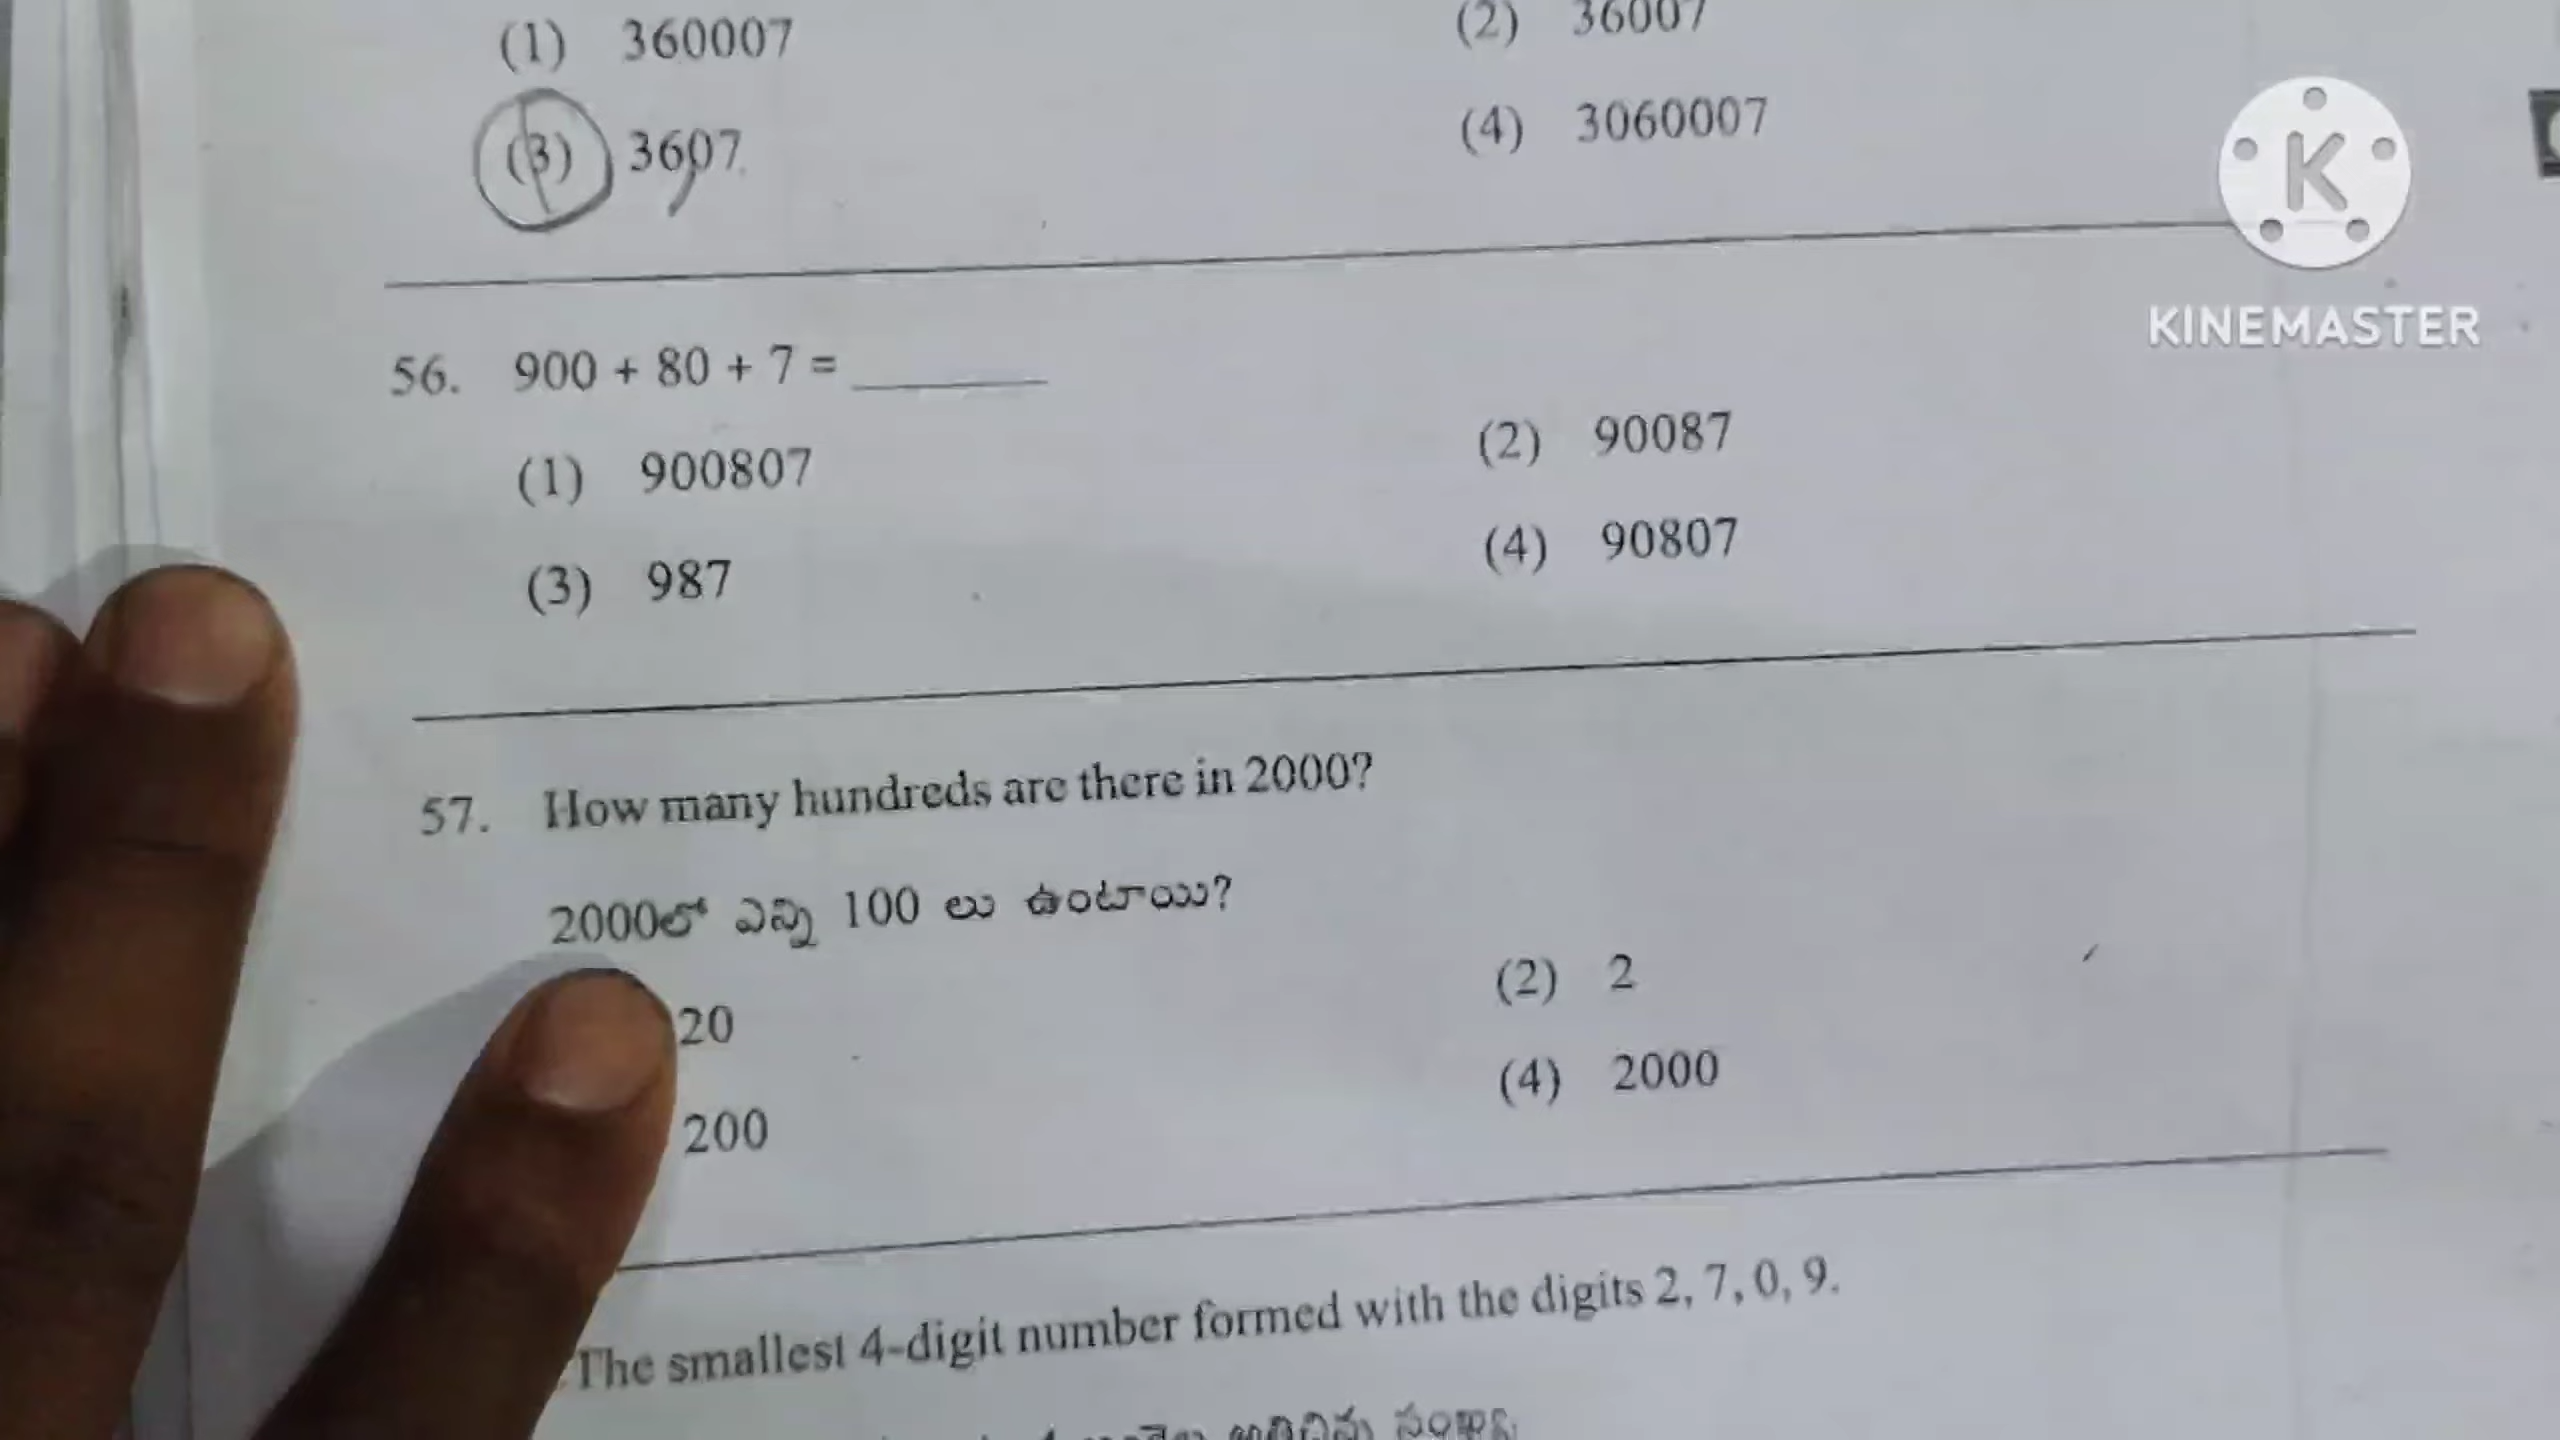 (1) 360007 (2) 36007
(3) 3607 (4) 3060007
K
KINEMASTER
56. 900 + 80 + 7 = ______
(1) 900807 (2) 90087
(3) 987 (4) 90807
57. How many hundreds are there in 2000?
2000లో ఎన్ని 100 లు ఉంటాయి?
20 (2) 2
200 (4) 2000
The smallest 4-digit number formed with the digits 2, 7, 0, 9.